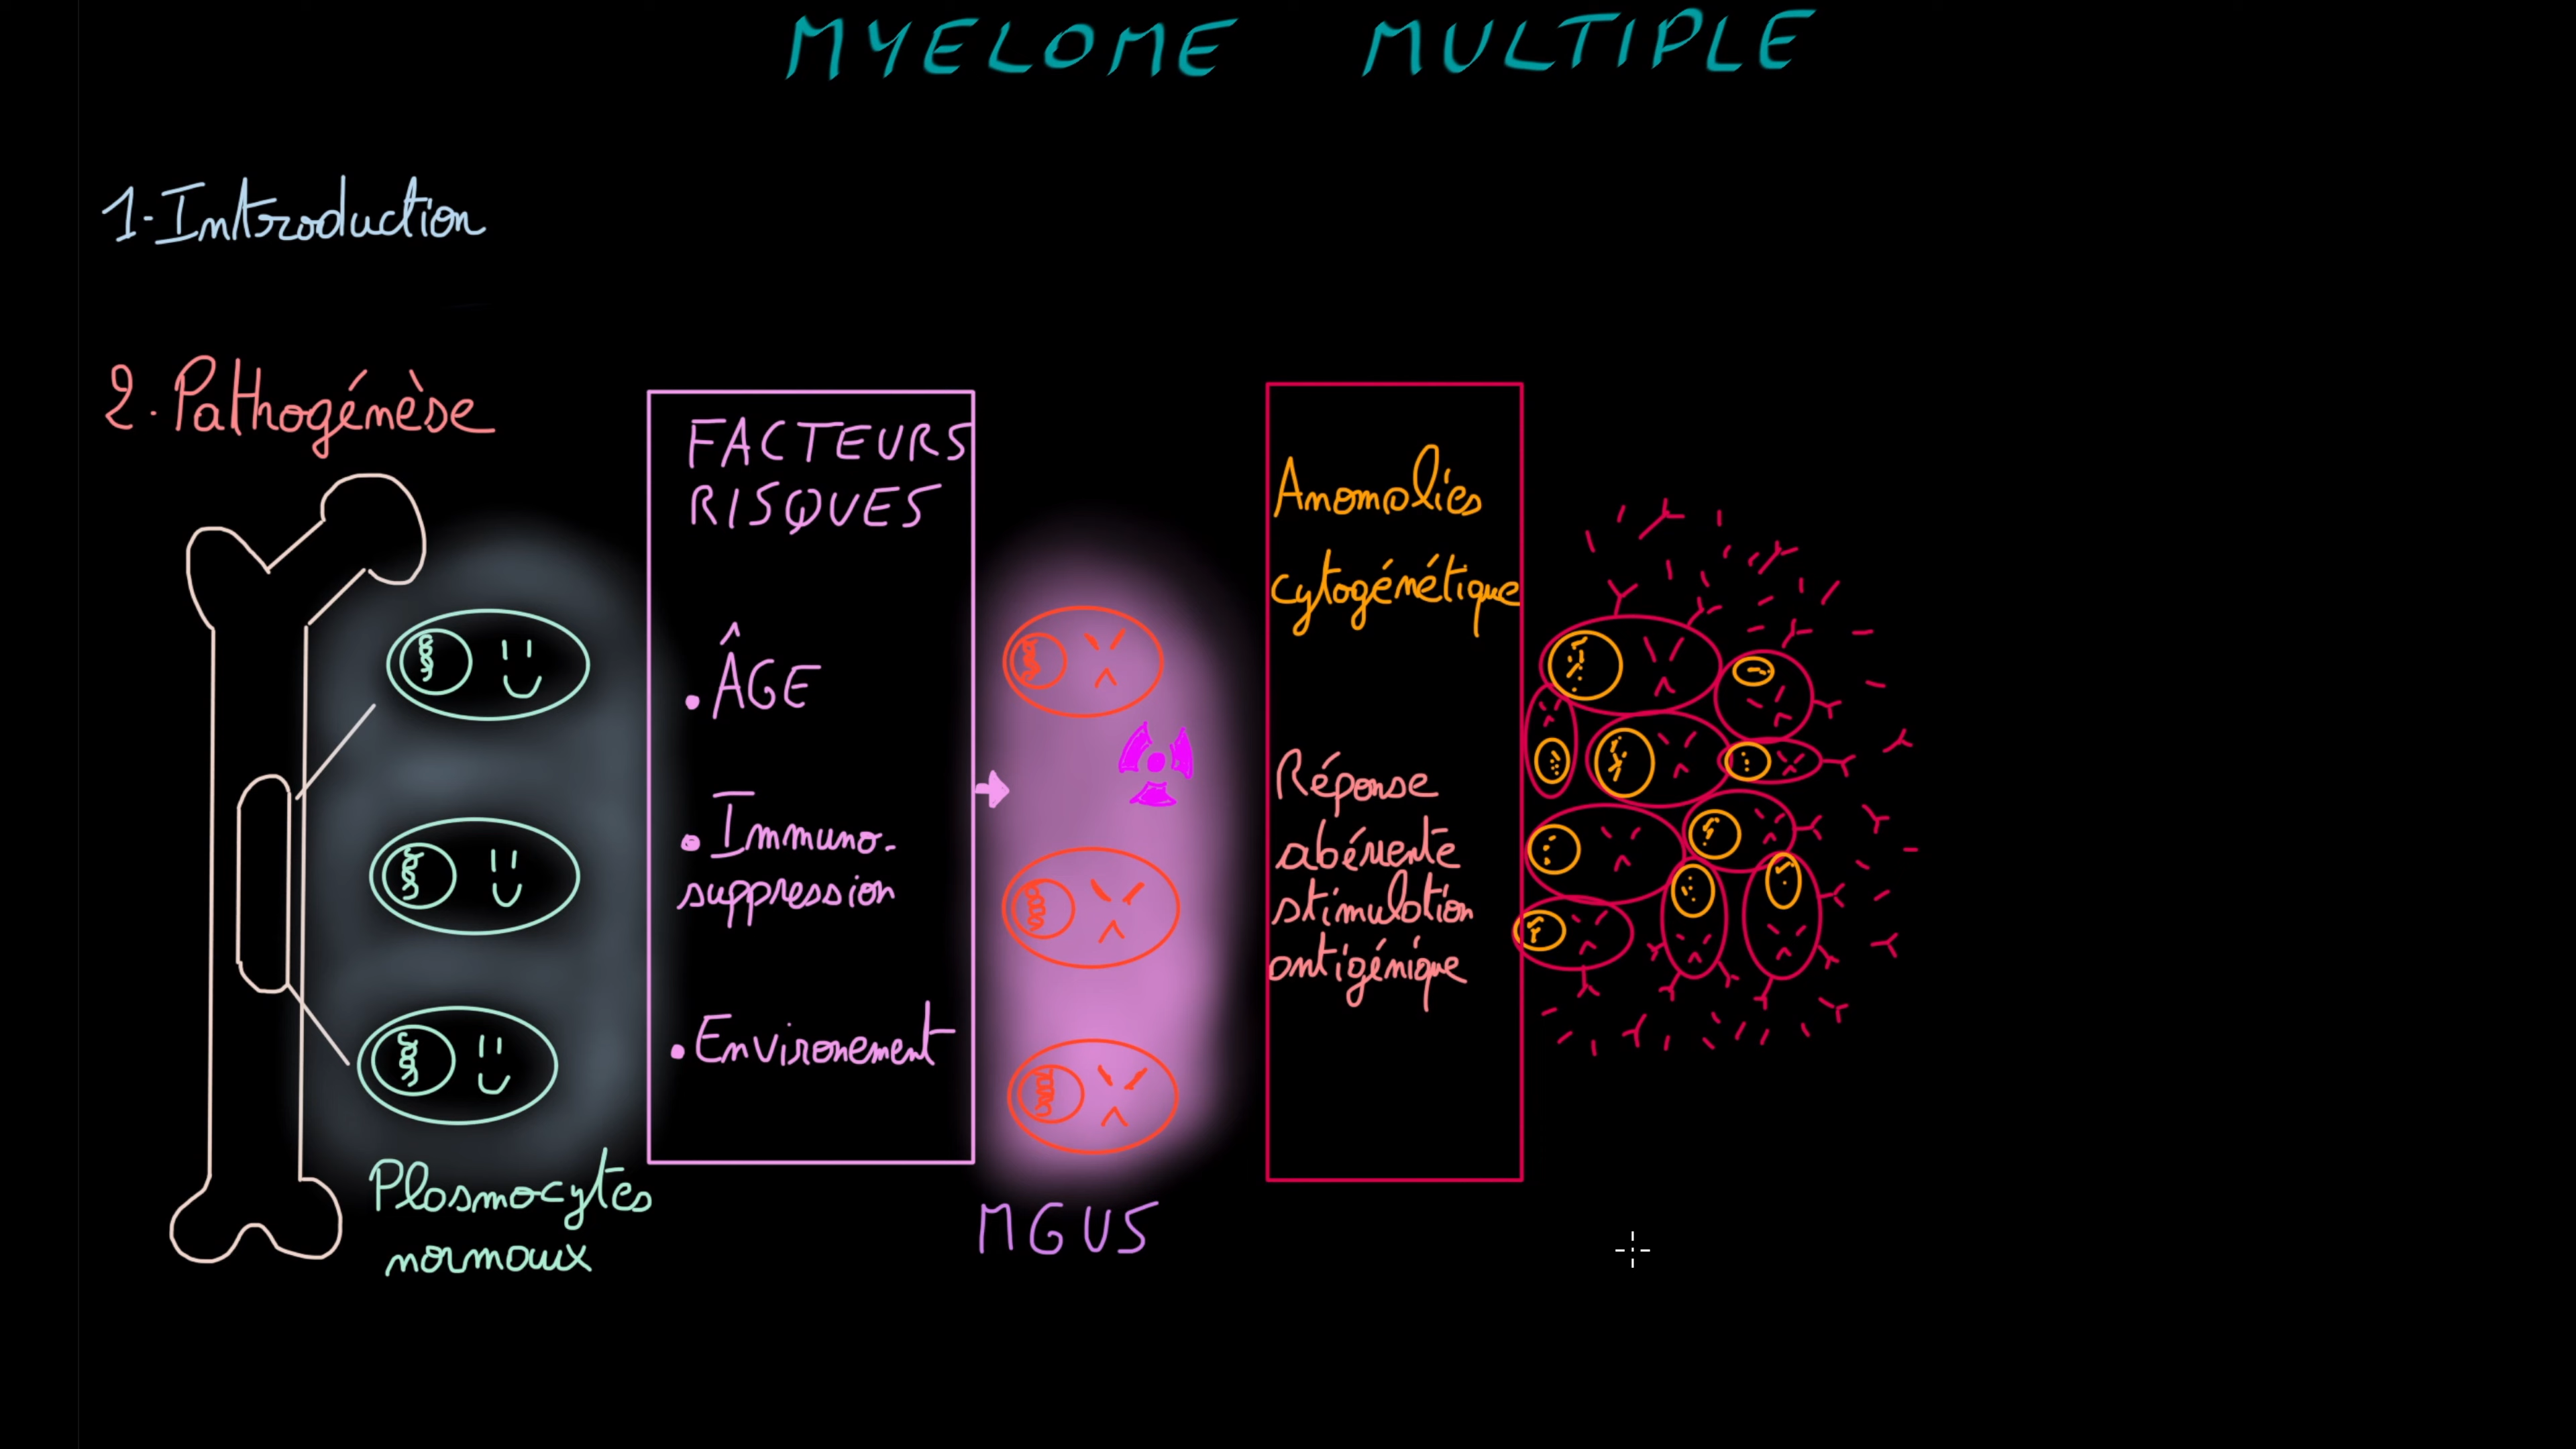 MYELOME MULTIPLE
1-Introduction
2.Pathogénèse
FACTEURS
RISQUES
. ÂGE
. Immuno-
suppression
. Environement
Plasmocytes
normaux
MGUS
Anomalies
cytogénétique
Réponse
abérrente
stimulation
antigénique